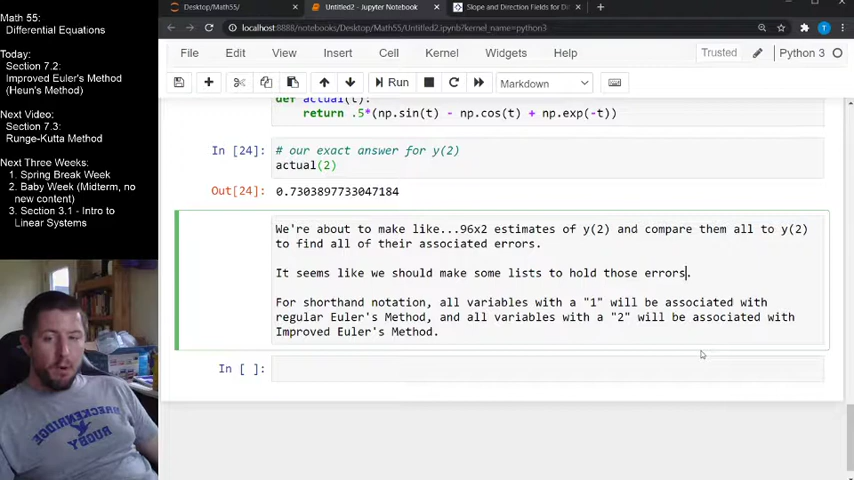 Math 55:
Differential Equations
Today:
Section 7.2:
Improved Euler's Method
(Heun's Method)
Next Video:
Section 7.3:
Runge-Kutta Method
Next Three Weeks:
1. Spring Break Week
2. Baby Week (Midterm, no
new content)
3. Section 3.1 - Intro to
Linear Systems
Desktop/Math55/
Untitled2 - Jupyter Notebook
Slope and Direction Fields for Di
localhost:8888/notebooks/Desktop/Math55/Untitled2.ipynb?kernel_name=python3
File Edit View Insert Cell Kernel Widgets Help
Trusted
Python 3
Run
Markdown
def actual(t):
return .5*(np.sin(t) - np.cos(t) + np.exp(-t))
In [24]:
# our exact answer for y(2)
actual(2)
Out[24]: 0.7303897733047184
We're about to make like...96x2 estimates of y(2) and compare them all to y(2)
to find all of their associated errors.
It seems like we should make some lists to hold those errors.
For shorthand notation, all variables with a "1" will be associated with
regular Euler's Method, and all variables with a "2" will be associated with
Improved Euler's Method.
In [ ]:
BRECKENRIDGE
RUGBY